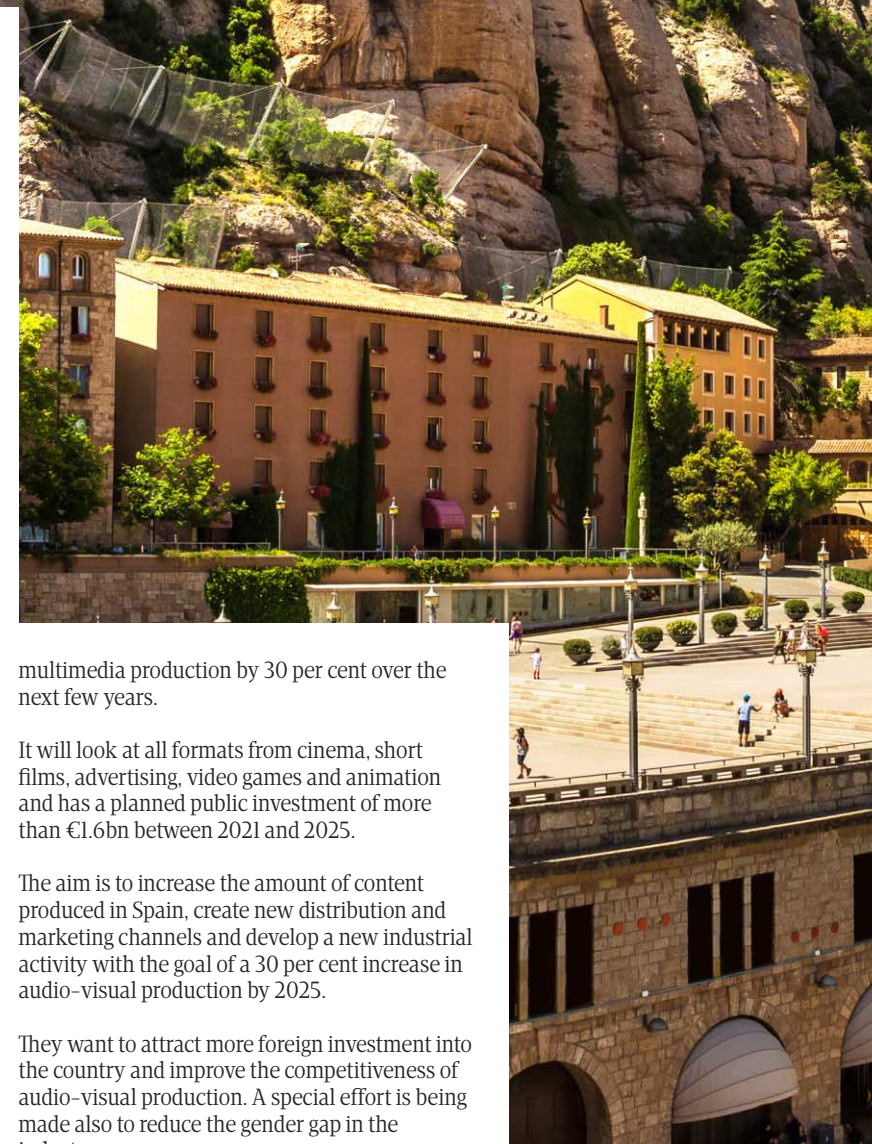 multimedia production by 30 per cent over the
next few years.
It will look at all formats from cinema, short
films, advertising, video games and animation
and has a planned public investment of more
than €1.6bn between 2021 and 2025.
The aim is to increase the amount of content
produced in Spain, create new distribution and
marketing channels and develop a new industrial
activity with the goal of a 30 per cent increase in
audio-visual production by 2025.
They want to attract more foreign investment into
the country and improve the competitiveness of
audio-visual production. A special effort is being
made also to reduce the gender gap in the